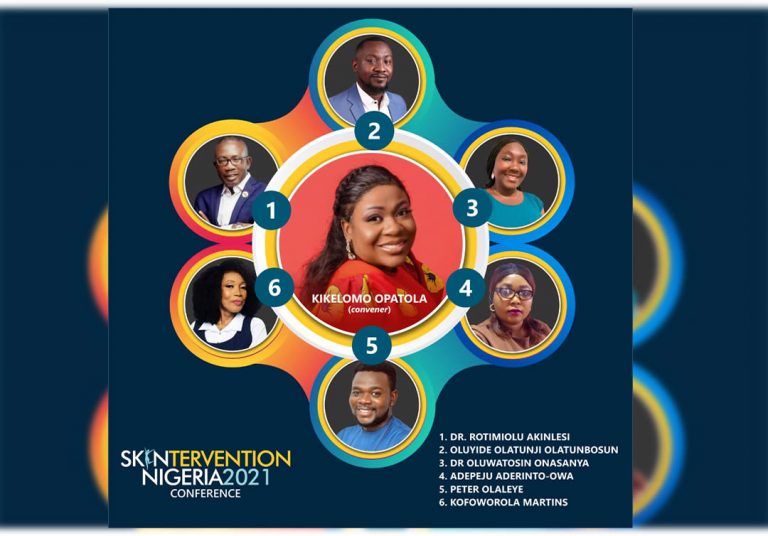 2
1
3
KIKELOMO OPATOLA
(convener)
6
4
5
SKINTERVENTION
NIGERIA2021
CONFERENCE
1. DR. ROTIMIOLU AKINLESI
2. OLUYIDE OLATUNJI OLATUNBOSUN
3. DR OLUWATOSIN ONASANYA
4. ADEPEJU ADERINTO-OWA
5. PETER OLALEYE
6. KOFOWOROLA MARTINS